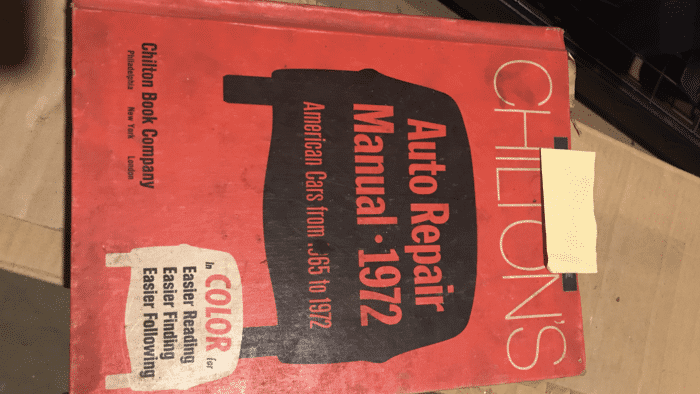 CHILTON'S
Auto Repair
Manual · 1972
American Cars from 1965 to 1972
In COLOR for
Easier Reading
Easier Finding
Easier Following
Chilton Book Company
Philadelphia New York London